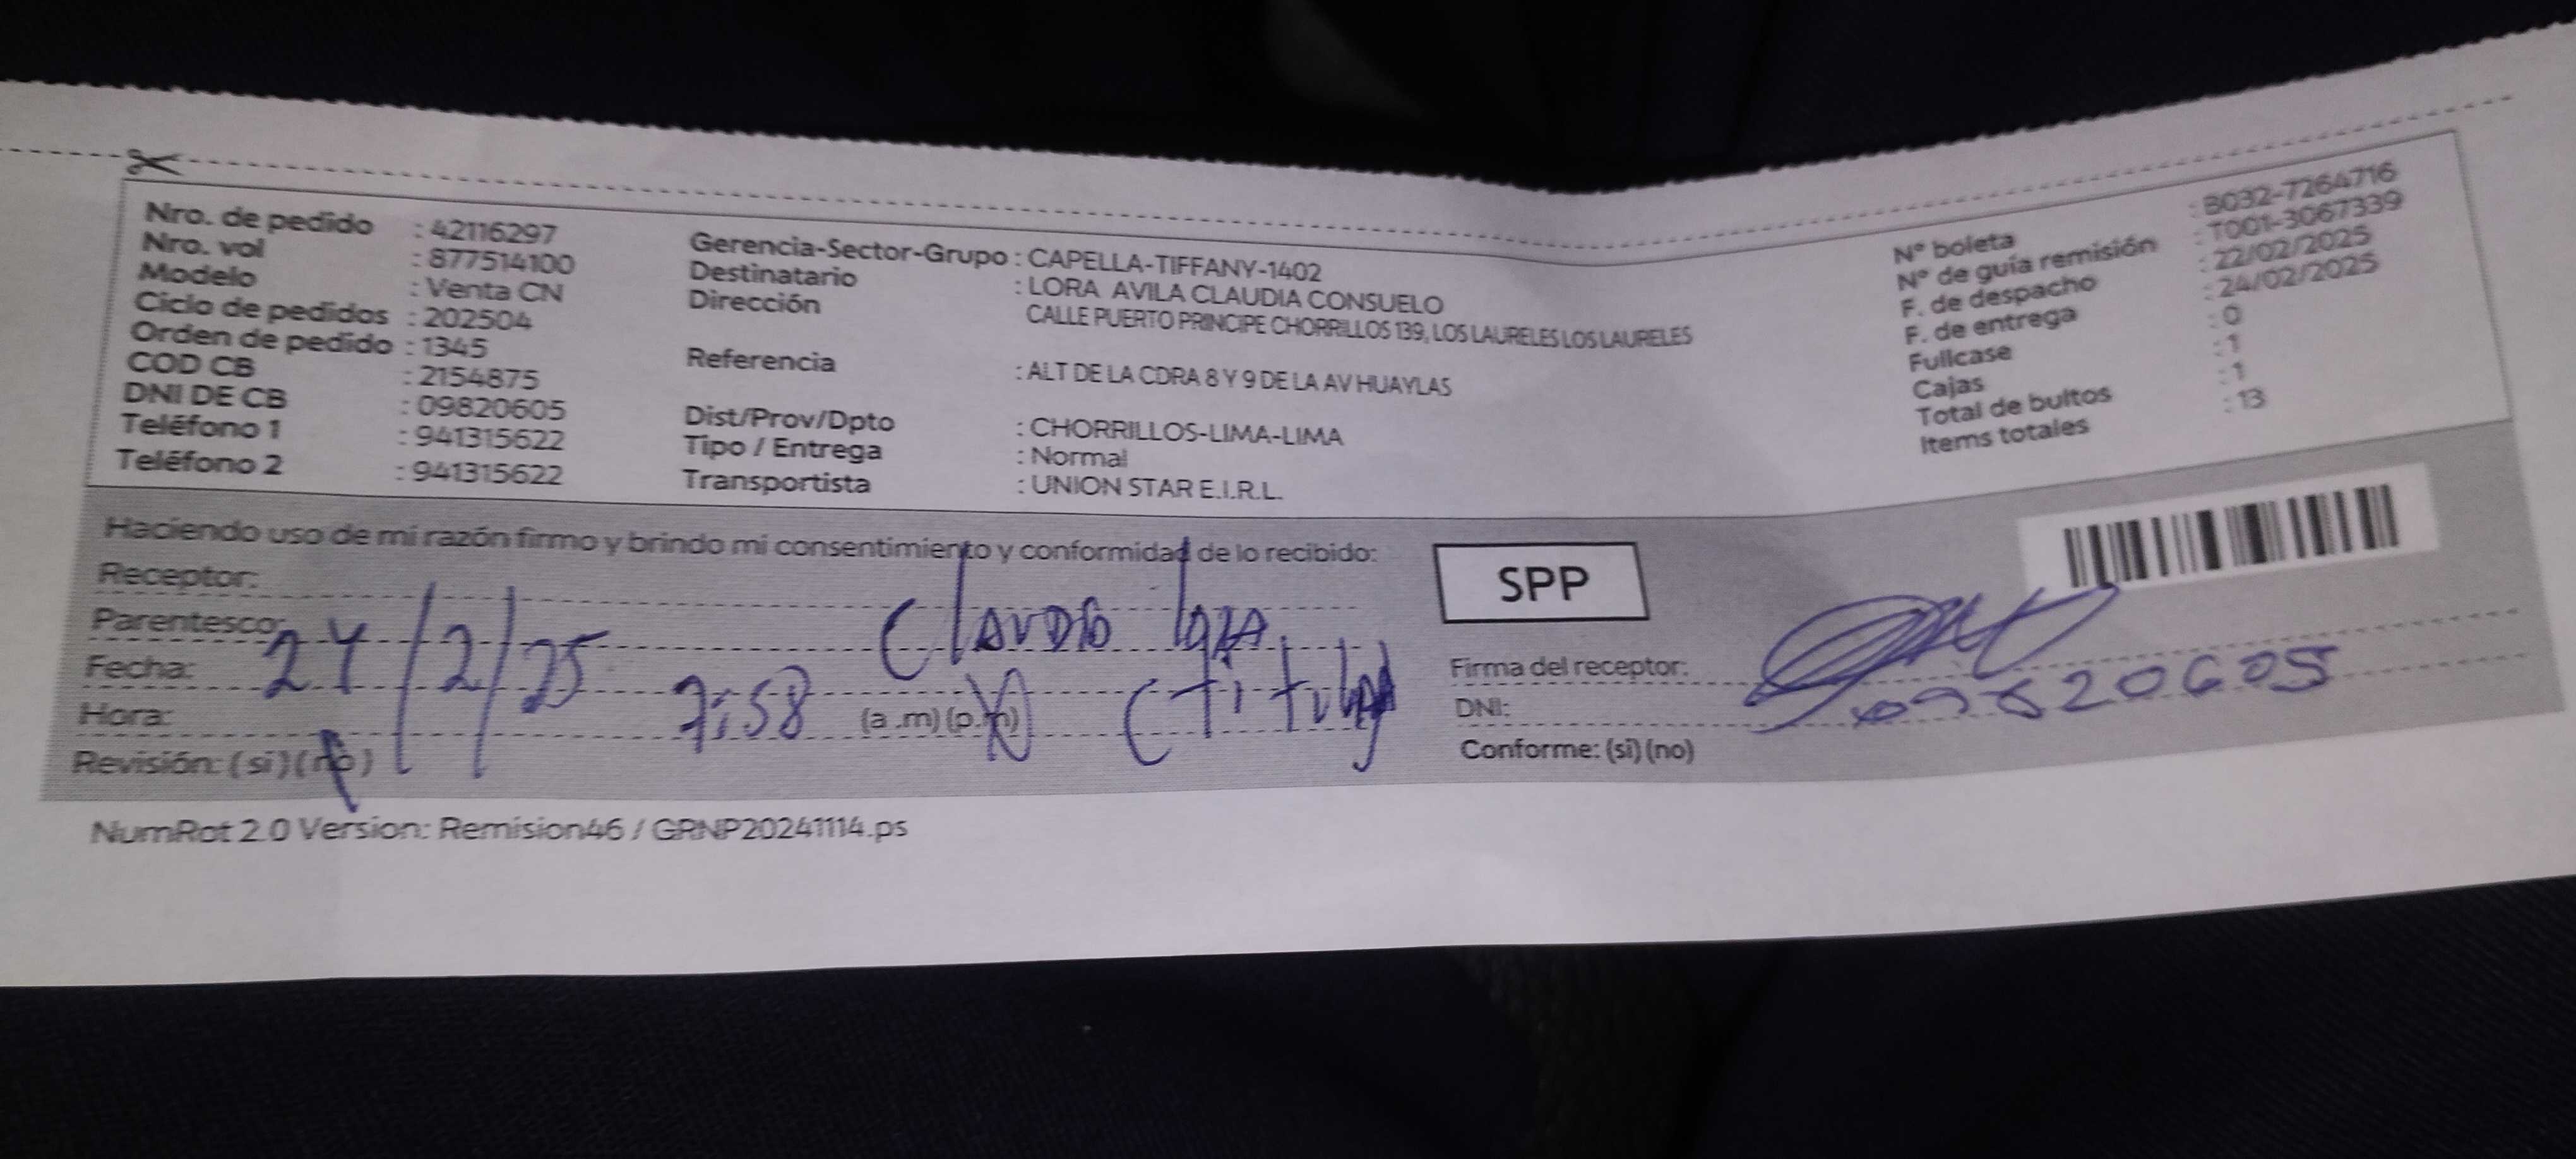 Nro. de pedido : 42116297
Nro. vol : 877514100
Modelo : Venta CN
Ciclo de pedidos : 202504
Orden de pedido : 1345
COD CB : 2154875
DNI DE CB : 09820605
Teléfono 1 : 941315622
Teléfono 2 : 941315622
Gerencia-Sector-Grupo : CAPELLA-TIFFANY-1402
Destinatario : LORA AVILA CLAUDIA CONSUELO
Dirección CALLE PUERTO PRINCIPE CHORRILLOS 139, LOS LAURELES LOS LAURELES
Referencia : ALT DE LA CDRA 8 Y 9 DE LA AV HUAYLAS
Dist/Prov/Dpto : CHORRILLOS-LIMA-LIMA
Tipo / Entrega : Normal
Transportista : UNION STAR E.I.R.L.
N° boleta : B032-7264716
N° de guía remisión : T001-3067339
F. de despacho : 22/02/2025
F. de entrega : 24/02/2025
Fullcase : 0
Cajas : 1
Total de bultos : 1
Items totales : 13
Haciendo uso de mi razón firmo y brindo mi consentimiento y conformidad de lo recibido:
Receptor:
Parentesco: Claudia Lora
Fecha: 24/2/25
Hora: 7:58 (a.m) (p.m) (Titular)
Revisión: (si) (no)
SPP
Firma del receptor:
DNI: 09820605
Conforme: (si) (no)
NumRot 2.0 Version: Remision46 / GRNP20241114.ps